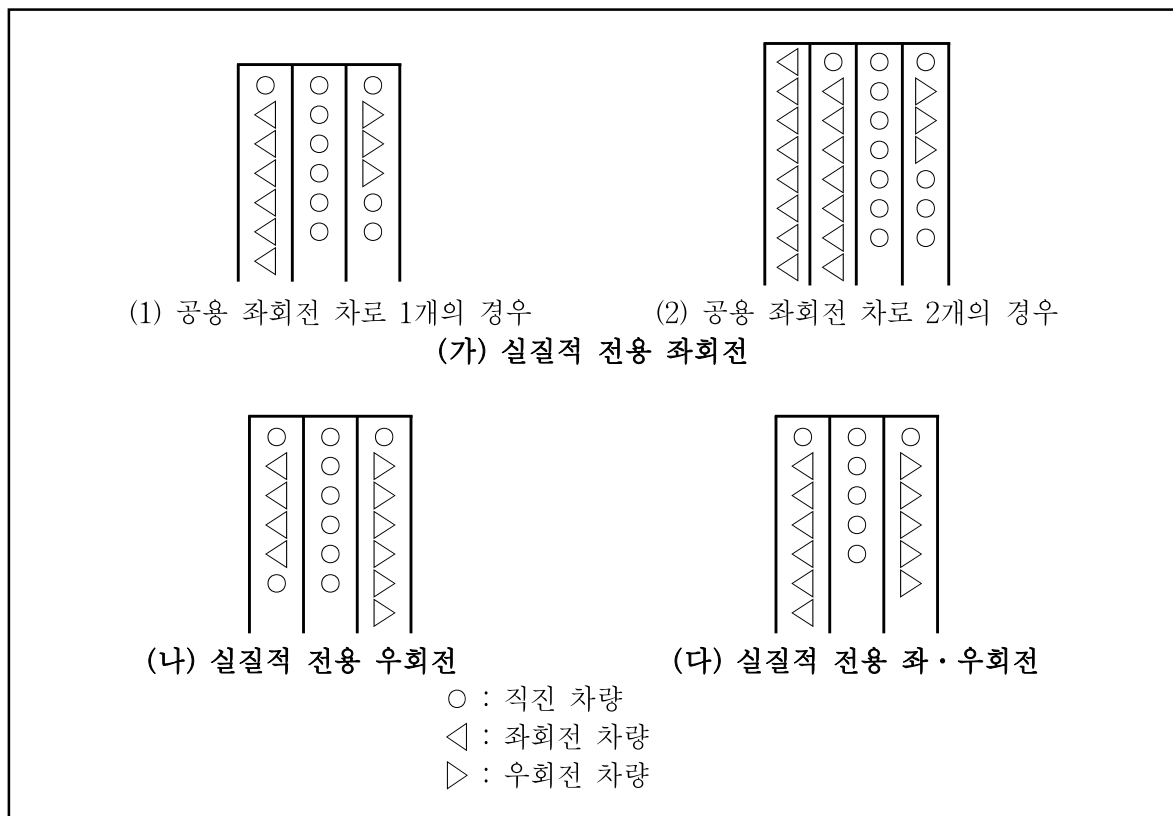 (1) 공용 좌회전 차로 1개의 경우
(2) 공용 좌회전 차로 2개의 경우
(가) 실질적 전용 좌회전
(나) 실질적 전용 우회전
(다) 실질적 전용 좌·우회전
○ : 직진 차량
◁ : 좌회전 차량
▷ : 우회전 차량